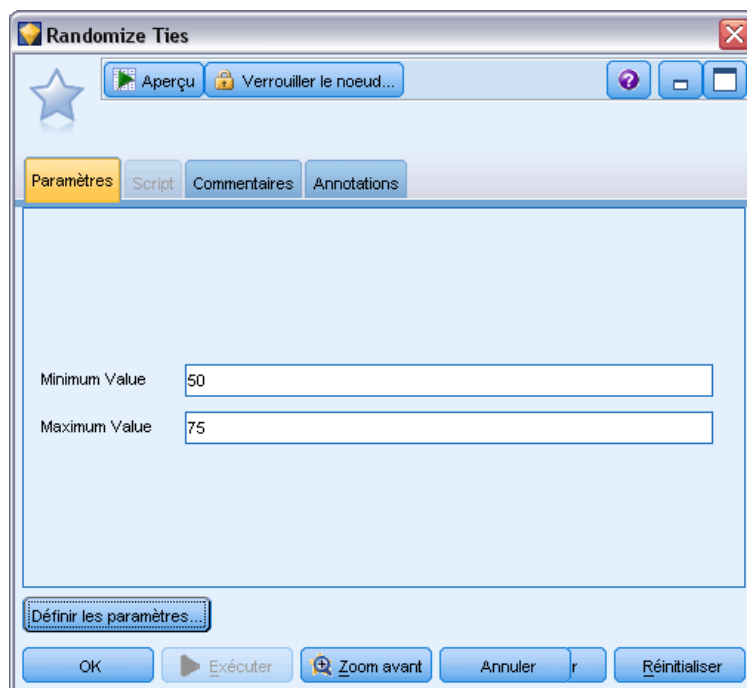 Randomize Ties
Aperçu Verrouiller le noeud...
Paramètres Script Commentaires Annotations
Minimum Value 50
Maximum Value 75
Définir les paramètres...
OK Exécuter Zoom avant Annuler r Réinitialiser